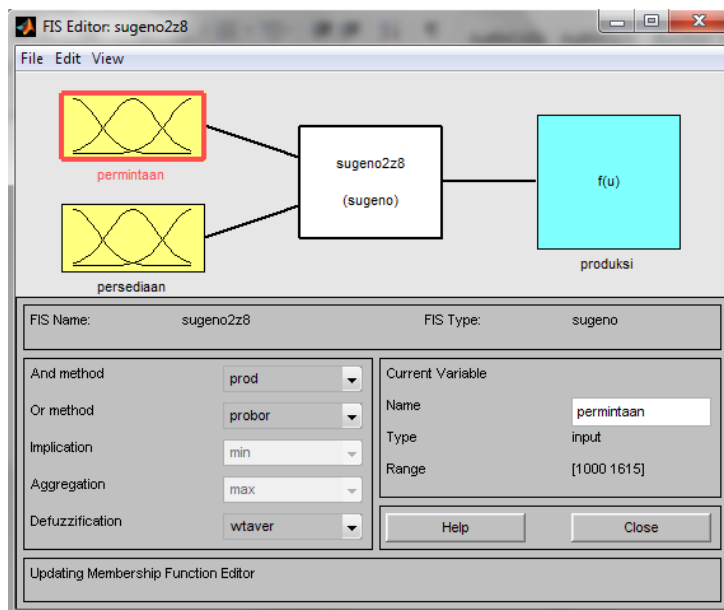 FIS Editor: sugeno2z8
File Edit View
permintaan
persediaan
sugeno2z8
(sugeno)
f(u)
produksi
FIS Name: sugeno2z8 FIS Type: sugeno
And method prod
Or method probor
Implication min
Aggregation max
Defuzzification wtaver
Current Variable
Name permintaan
Type input
Range [1000 1615]
Help Close
Updating Membership Function Editor